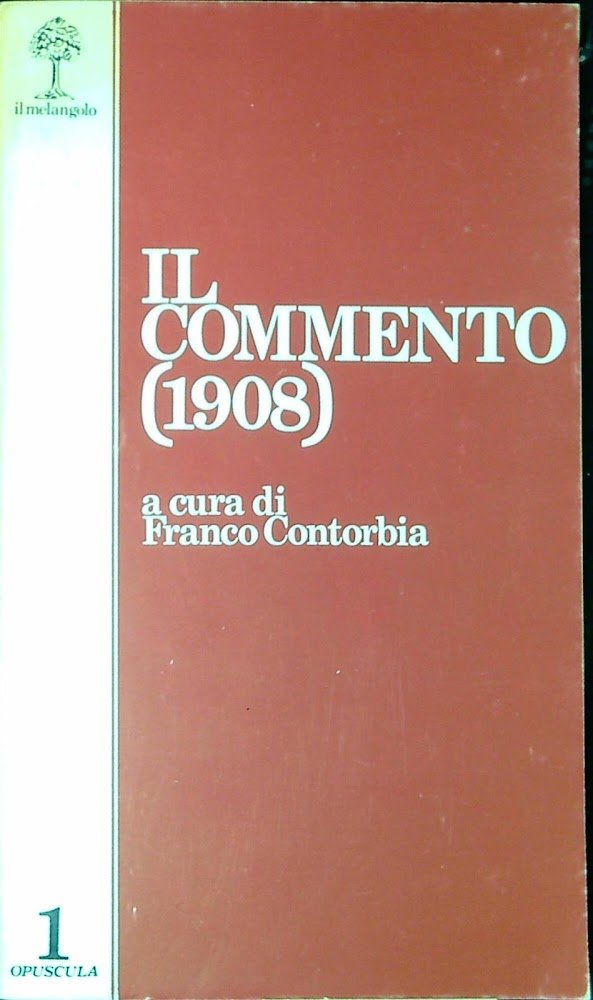 il melangolo
IL
COMMENTO
(1908)
a cura di
Franco Contorbia
1
OPUSCULA